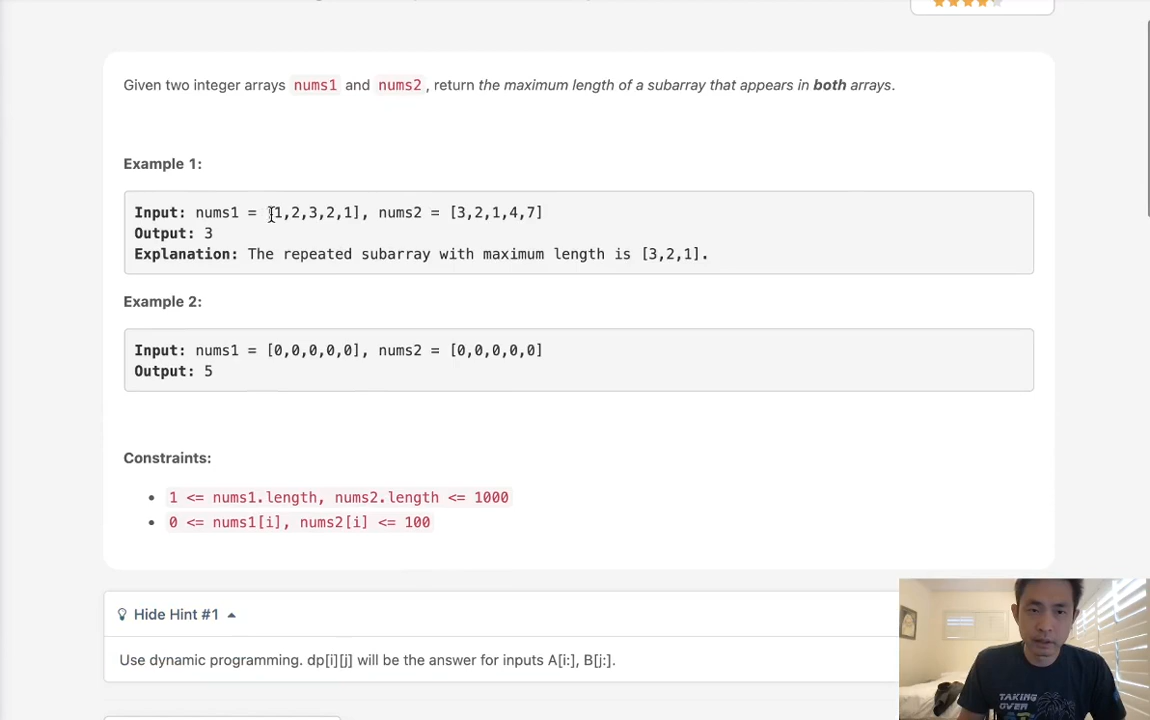 Given two integer arrays nums1 and nums2, return the maximum length of a subarray that appears in both arrays.
Example 1:
Input: nums1 = [1,2,3,2,1], nums2 = [3,2,1,4,7]
Output: 3
Explanation: The repeated subarray with maximum length is [3,2,1].
Example 2:
Input: nums1 = [0,0,0,0,0], nums2 = [0,0,0,0,0]
Output: 5
Constraints:
1 <= nums1.length, nums2.length <= 1000
0 <= nums1[i], nums2[i] <= 100
Hide Hint #1
Use dynamic programming. dp[i][j] will be the answer for inputs A[i:], B[j:].
TAKING
OVER